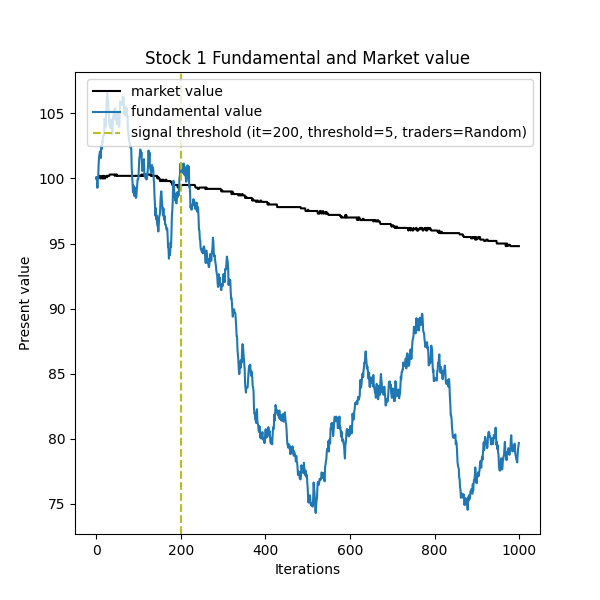 Stock 1 Fundamental and Market value
market value
fundamental value
signal threshold (it=200, threshold=5, traders=Random)
Present value
105
100
95
90
85
80
75
0 200 400 600 800 1000
Iterations